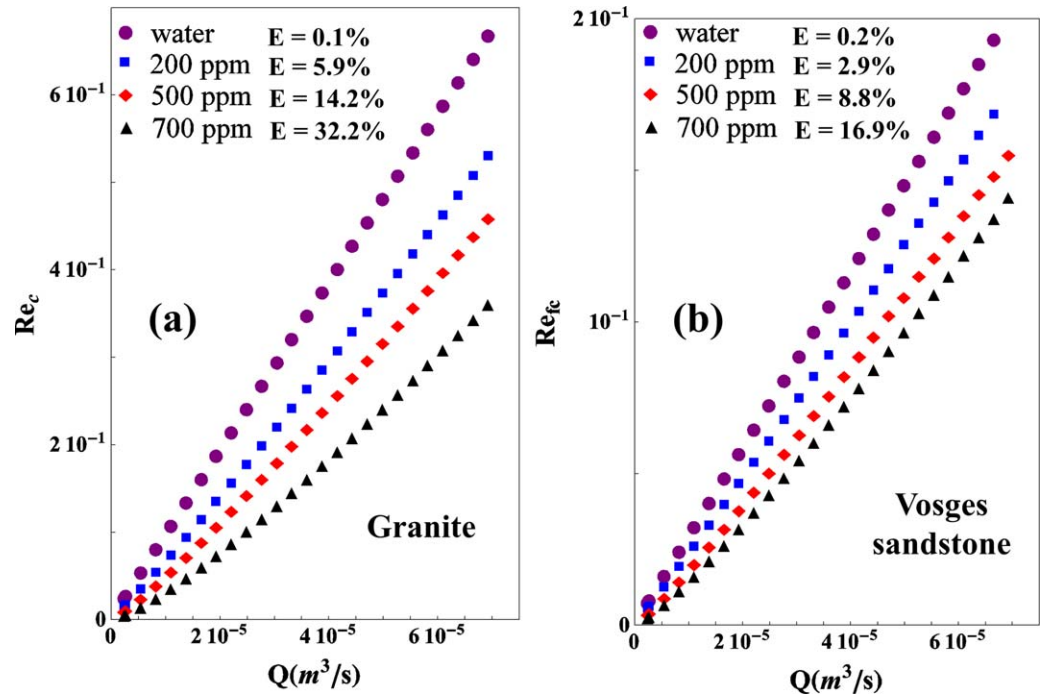 water E = 0.1%
200 ppm E = 5.9%
500 ppm E = 14.2%
700 ppm E = 32.2%
6 10⁻¹
4 10⁻¹
2 10⁻¹
0
Re_c
(a)
Granite
0 2 10⁻⁵ 4 10⁻⁵ 6 10⁻⁵
Q(m³/s)
2 10⁻¹
water E = 0.2%
200 ppm E = 2.9%
500 ppm E = 8.8%
700 ppm E = 16.9%
10⁻¹
0
Re_fc
(b)
Vosges
sandstone
0 2 10⁻⁵ 4 10⁻⁵ 6 10⁻⁵
Q(m³/s)